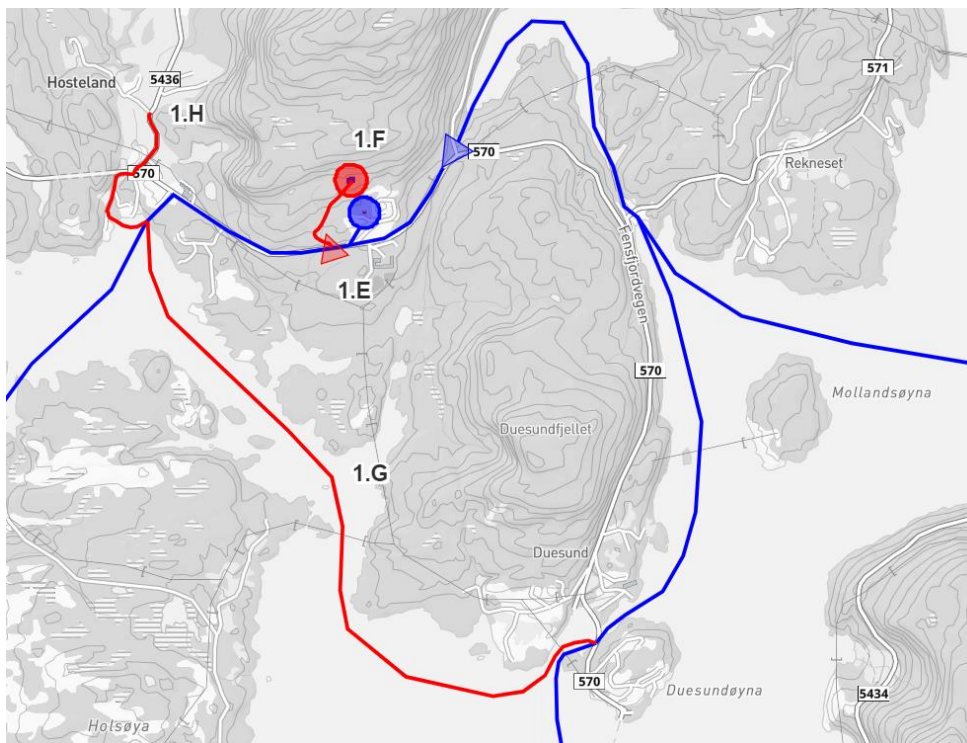 Hosteland
5436
1.H
571
1.F
570
Rekneset
570
Fensfjordvegen
1.E
570
Mollandsøyna
Duesundfjellet
1.G
Duesund
570
Duesundøyna
5434
Holsøya